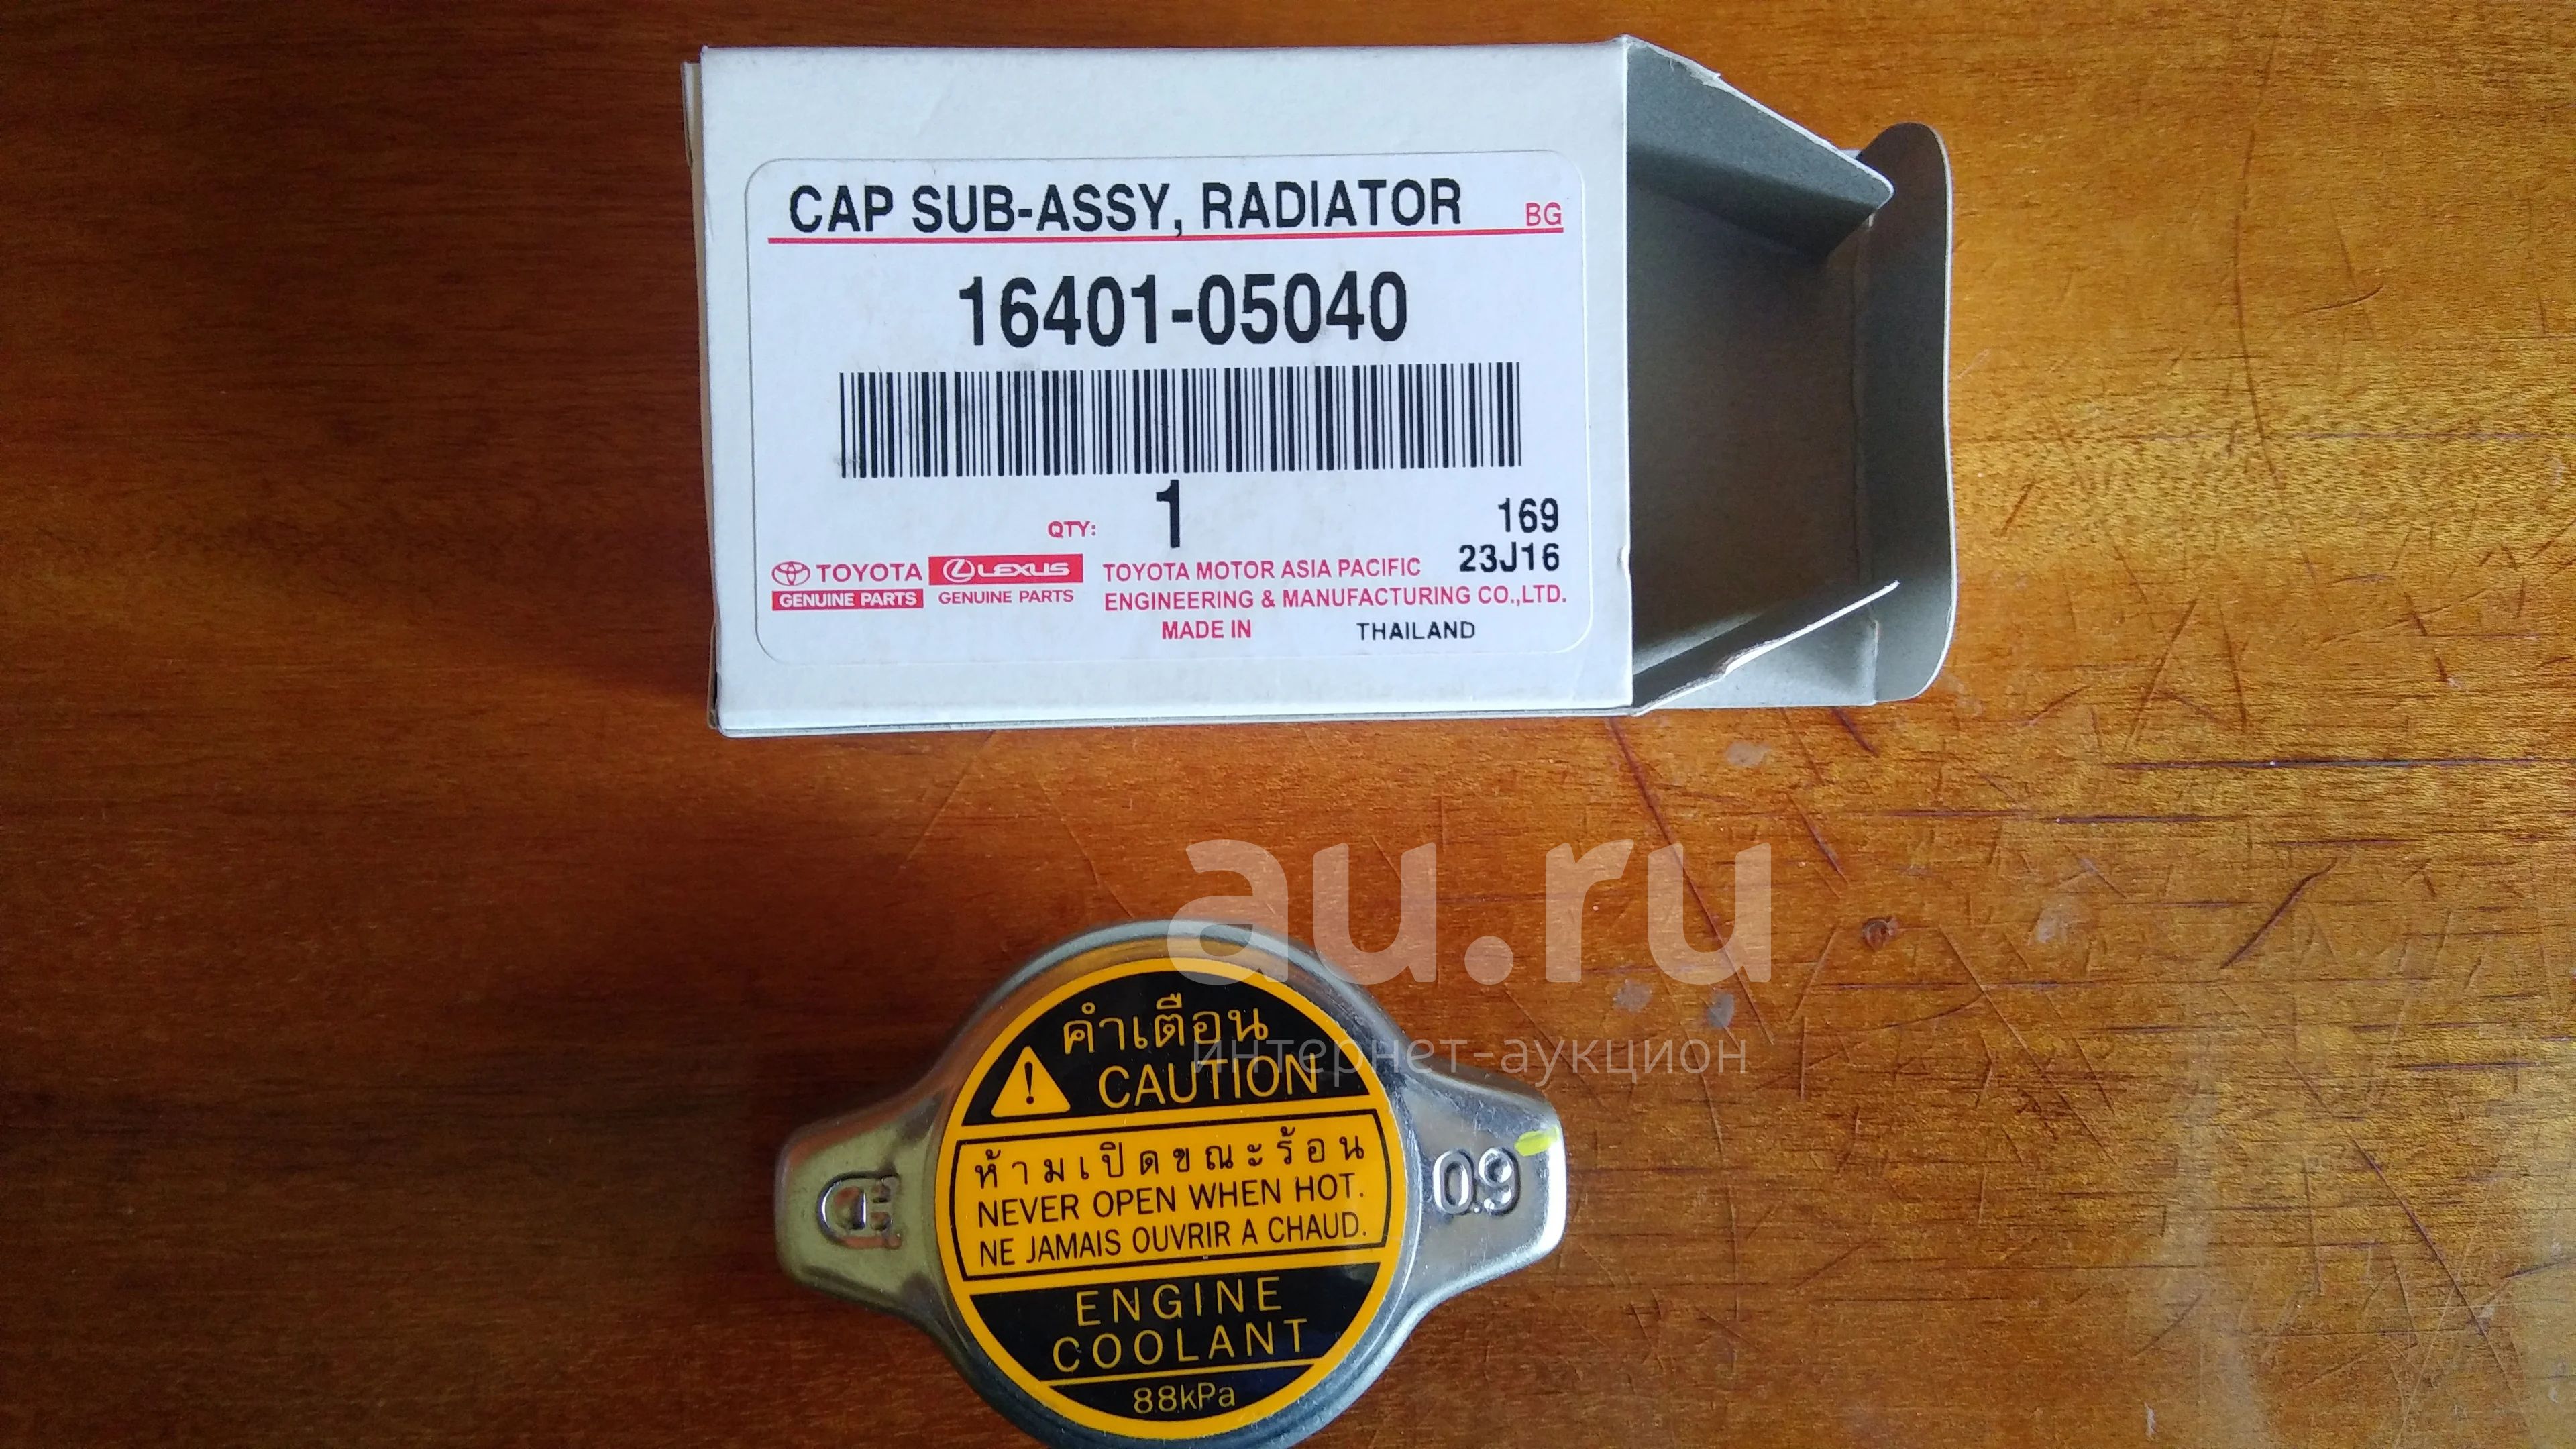 CAP SUB-ASSY, RADIATOR BG
16401-05040
QTY: 1 169
23J16
TOYOTA LEXUS TOYOTA MOTOR ASIA PACIFIC
GENUINE PARTS GENUINE PARTS ENGINEERING & MANUFACTURING CO.,LTD.
MADE IN THAILAND
au.ru
интернет-аукцион
คำเตือน
CAUTION
ห้ามเปิดขณะร้อน
NEVER OPEN WHEN HOT.
NE JAMAIS OUVRIR A CHAUD.
0.9
ENGINE
COOLANT
88kPa